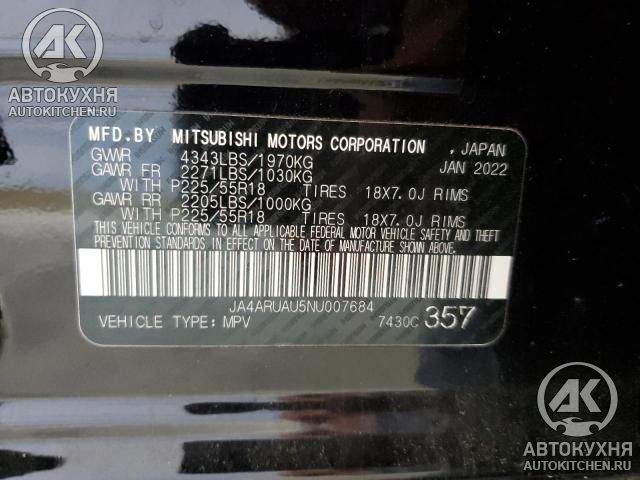 AK
АВТОКУХНЯ
AUTOKITCHEN.RU
MFD.BY MITSUBISHI MOTORS CORPORATION , JAPAN
GVWR 4343LBS/1970KG JAN 2022
GAWR FR 2271LBS/1030KG
WITH P225/55R18 TIRES 18X7.0J RIMS
GAWR RR 2205LBS/1000KG
WITH P225/55R18 TIRES 18X7.0J RIMS
THIS VEHICLE CONFORMS TO ALL APPLICABLE FEDERAL MOTOR VEHICLE SAFETY AND THEFT
PREVENTION STANDARDS IN EFFECT ON THE DATE OF MANUFACTURE SHOWN ABOVE.
JA4ARUAU5NU007684
VEHICLE TYPE: MPV 7430C 357
AK
АВТОКУХНЯ
AUTOKITCHEN.RU